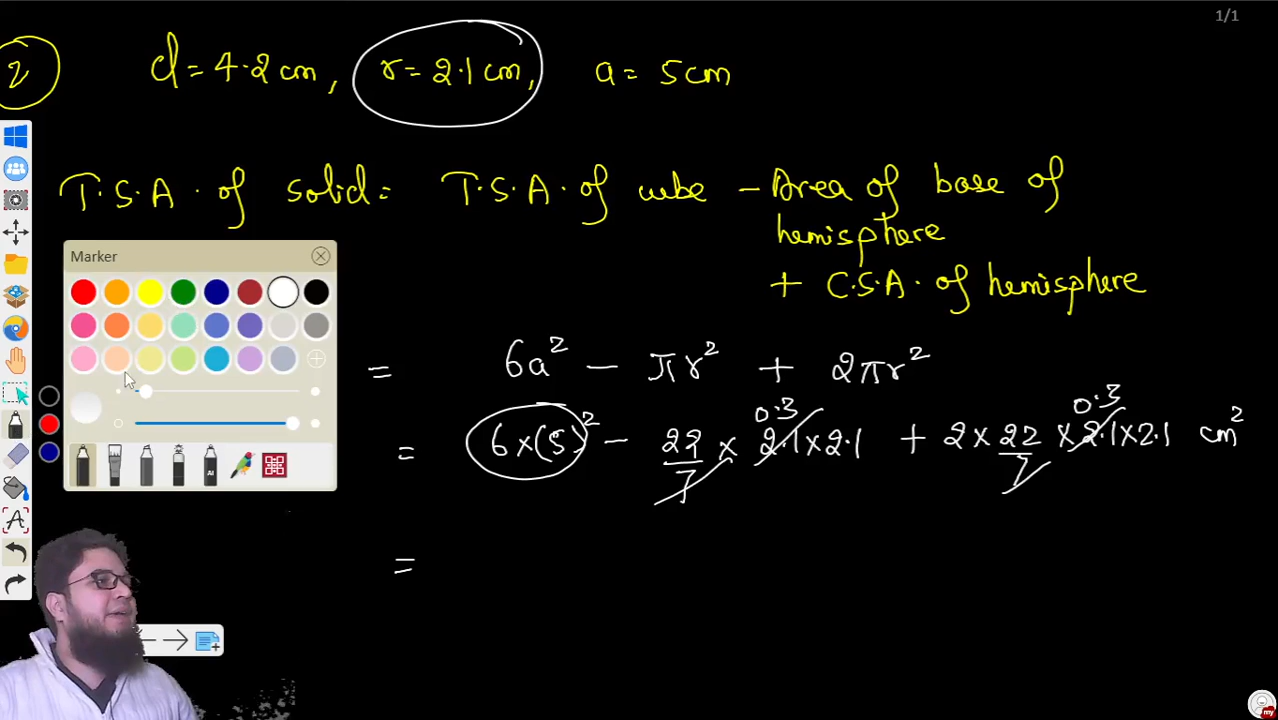 1/1
2 d = 4.2 cm, r = 2.1 cm, a = 5 cm
T.S.A. of solid = T.S.A. of cube - Area of base of
hemisphere
+ C.S.A. of hemisphere
Marker
= 6a² - πr² + 2πr²
0.3 0.3
= 6×(5)² - 22/7 × 2.1 × 2.1 + 2 × 22/7 × 2.1 × 2.1 cm²
=